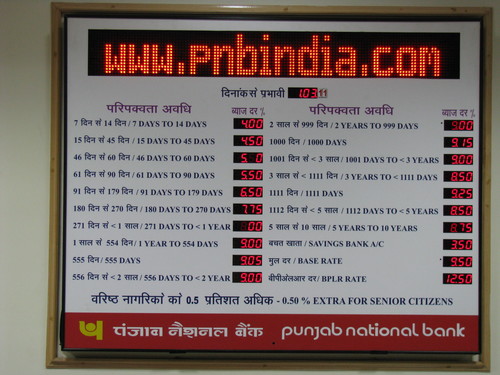 www.pnbindia.com
दिनांक से प्रभावी 1.03 11
परिपक्वता अवधि ब्याज दर %
7 दिन से 14 दिन / 7 DAYS TO 14 DAYS 4.00
15 दिन से 45 दिन / 15 DAYS TO 45 DAYS 4.50
46 दिन से 60 दिन / 46 DAYS TO 60 DAYS 5 0
61 दिन से 90 दिन / 61 DAYS TO 90 DAYS 5.50
91 दिन से 179 दिन / 91 DAYS TO 179 DAYS 6.50
180 दिन से 270 दिन / 180 DAYS TO 270 DAYS 7.75
271 दिन से < 1 साल / 271 DAYS TO < 1 YEAR 8.00
1 साल से 554 दिन / 1 YEAR TO 554 DAYS 9.00
555 दिन / 555 DAYS 9.05
556 दिन से < 2 साल / 556 DAYS TO < 2 YEAR 9.00
परिपक्वता अवधि ब्याज दर %
2 साल से 999 दिन / 2 YEARS TO 999 DAYS 9.00
1000 दिन / 1000 DAYS 9.15
1001 दिन से < 3 साल / 1001 DAYS TO < 3 YEARS 9.00
3 साल से < 1111 दिन / 3 YEARS TO < 1111 DAYS 8.50
1111 दिन / 1111 DAYS 9.25
1112 दिन से < 5 साल / 1112 DAYS TO < 5 YEARS 8.50
5 साल से 10 साल / 5 YEARS TO 10 YEARS 8.75
बचत खाता / SAVINGS BANK A/C 3.50
मुल दर / BASE RATE 9.50
बीपीएलआर दर / BPLR RATE 12.50
वरिष्ठ नागरिकों को 0.5 प्रतिशत अधिक - 0.50 % EXTRA FOR SENIOR CITIZENS
पंजाब नैशनल बैंक punjab national bank